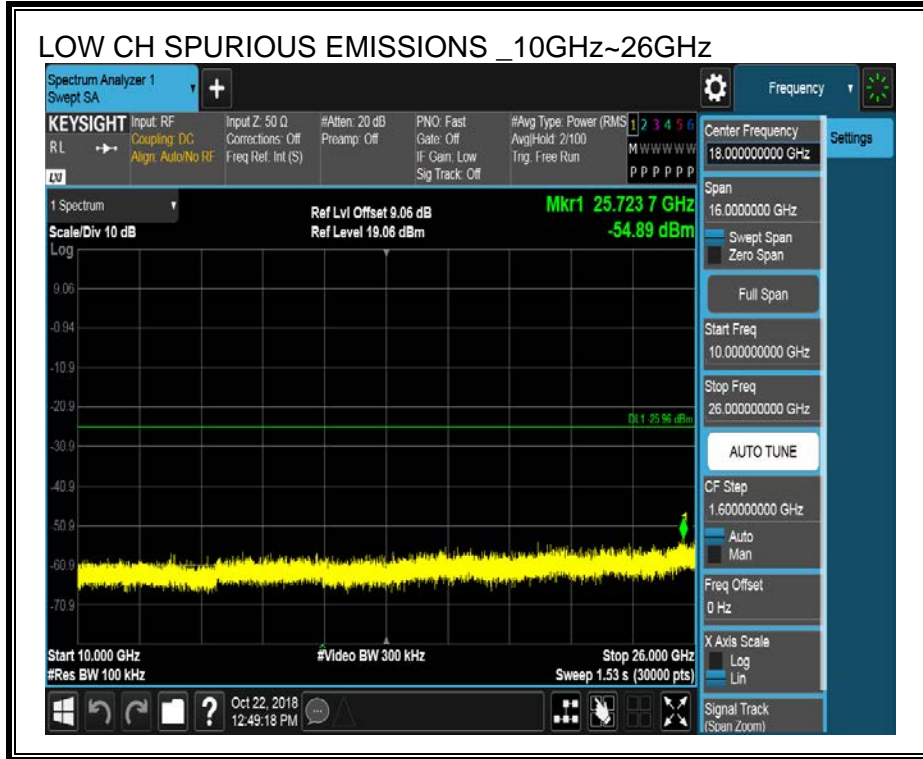 LOW CH SPURIOUS EMISSIONS _10GHz~26GHz
Spectrum Analyzer 1
Swept SA
+
Frequency
KEYSIGHT
RL
LXI
Input: RF
Coupling: DC
Align: Auto/No RF
Input Z: 50 Ω
Corrections: Off
Freq Ref: Int (S)
#Atten: 20 dB
Preamp: Off
PNO: Fast
Gate: Off
IF Gain: Low
Sig Track: Off
#Avg Type: Power (RMS
Avg|Hold: 2/100
Trig: Free Run
1 2 3 4 5 6
M W W W W W
P P P P P P
1 Spectrum
Scale/Div 10 dB
Ref Lvl Offset 9.06 dB
Ref Level 19.06 dBm
Mkr1 25.723 7 GHz
-54.89 dBm
Log
9.06
-0.94
-10.9
-20.9
DL1 -25.96 dBm
-30.9
-40.9
-50.9
1
-60.9
-70.9
Start 10.000 GHz
#Res BW 100 kHz
#Video BW 300 kHz
Stop 26.000 GHz
Sweep 1.53 s (30000 pts)
?
Oct 22, 2018
12:49:18 PM
Center Frequency
18.000000000 GHz
Settings
Span
16.0000000 GHz
Swept Span
Zero Span
Full Span
Start Freq
10.000000000 GHz
Stop Freq
26.000000000 GHz
AUTO TUNE
CF Step
1.600000000 GHz
Auto
Man
Freq Offset
0 Hz
X Axis Scale
Log
Lin
Signal Track
(Span Zoom)